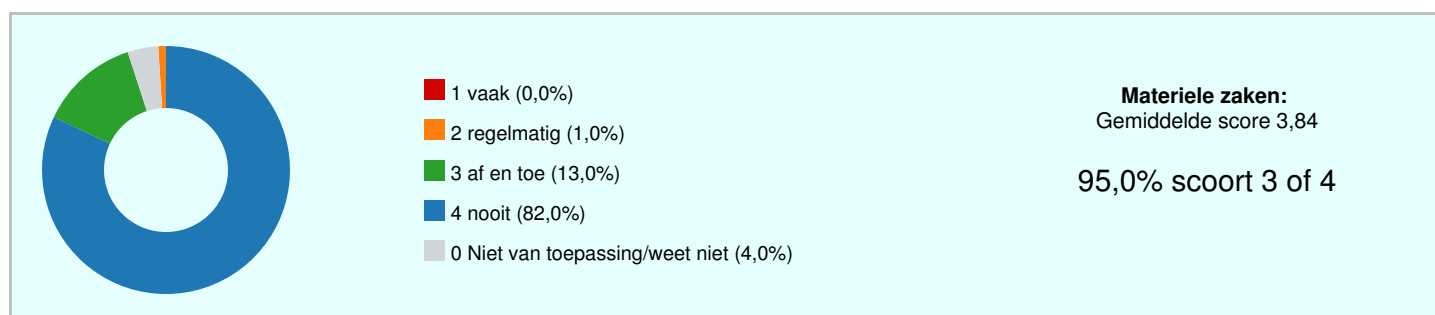 1 vaak (0,0%)
2 regelmatig (1,0%)
3 af en toe (13,0%)
4 nooit (82,0%)
0 Niet van toepassing/weet niet (4,0%)
Materiele zaken:
Gemiddelde score 3,84
95,0% scoort 3 of 4